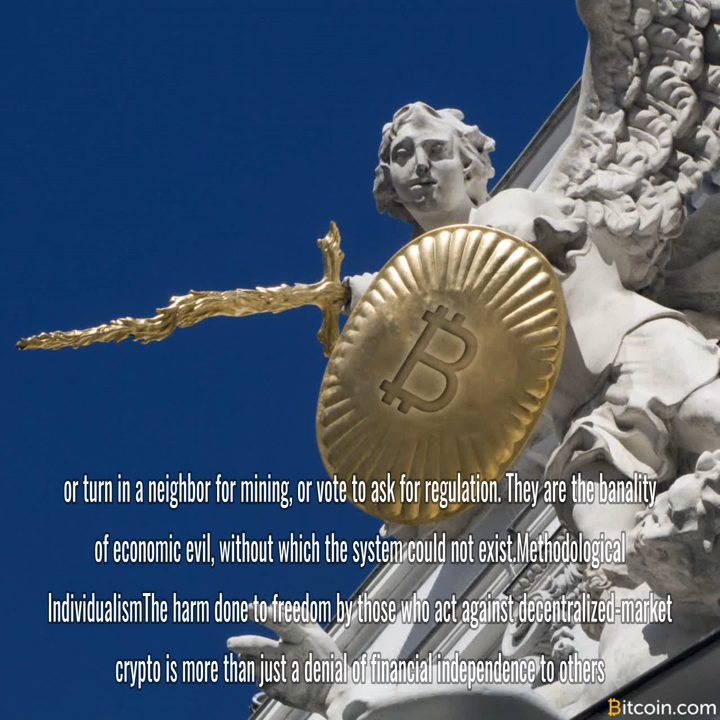 or turn in a neighbor for mining, or vote to ask for regulation. They are the banality
of economic evil, without which the system could not exist.Methodological
IndividualismThe harm done to freedom by those who act against decentralized-market
crypto is more than just a denial of financial independence to others
Bitcoin.com